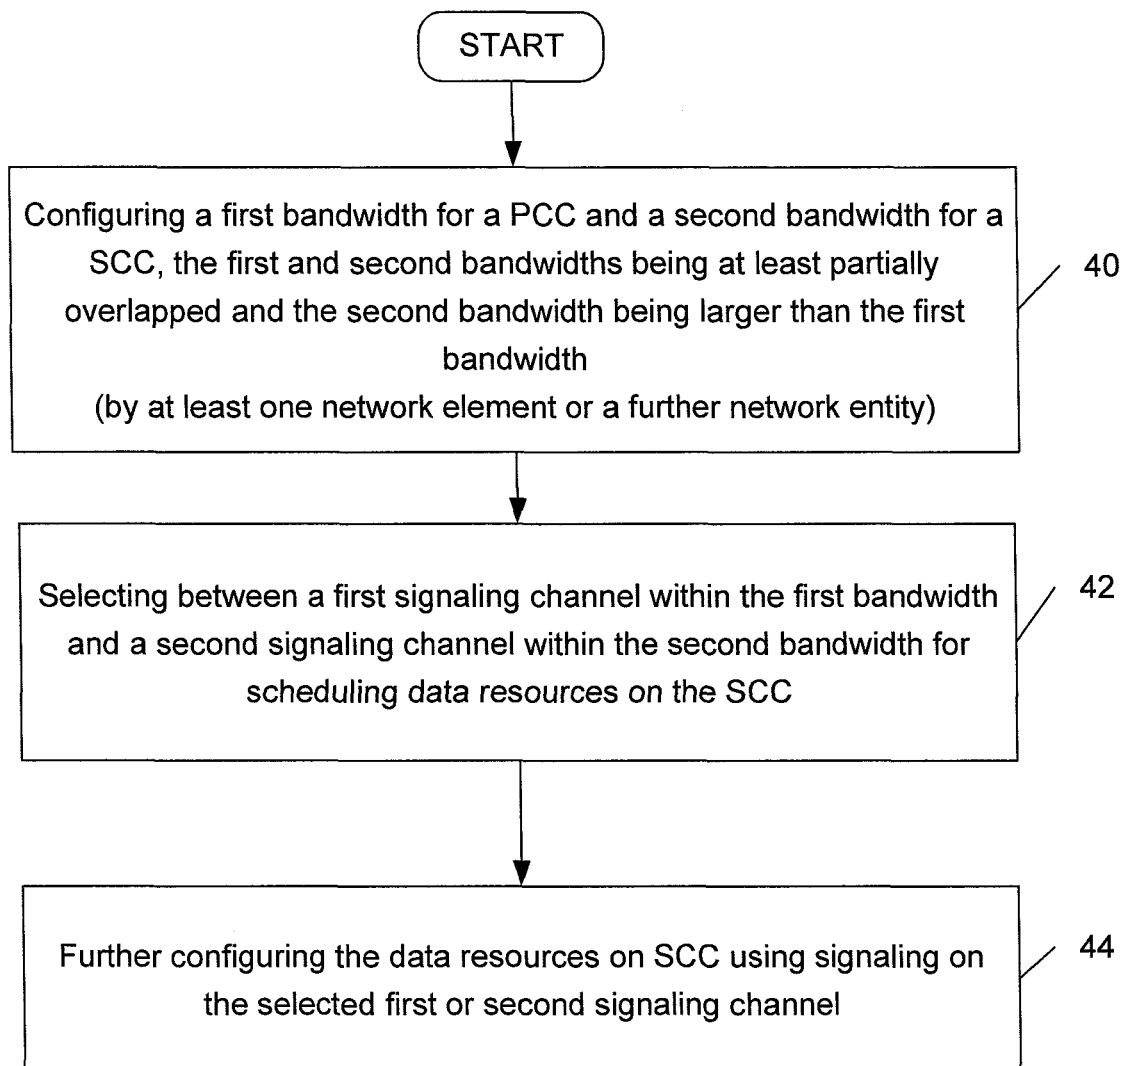 START
Configuring a first bandwidth for a PCC and a second bandwidth for a
SCC, the first and second bandwidths being at least partially
overlapped and the second bandwidth being larger than the first
bandwidth
(by at least one network element or a further network entity)
40
Selecting between a first signaling channel within the first bandwidth
and a second signaling channel within the second bandwidth for
scheduling data resources on the SCC
42
Further configuring the data resources on SCC using signaling on
the selected first or second signaling channel
44